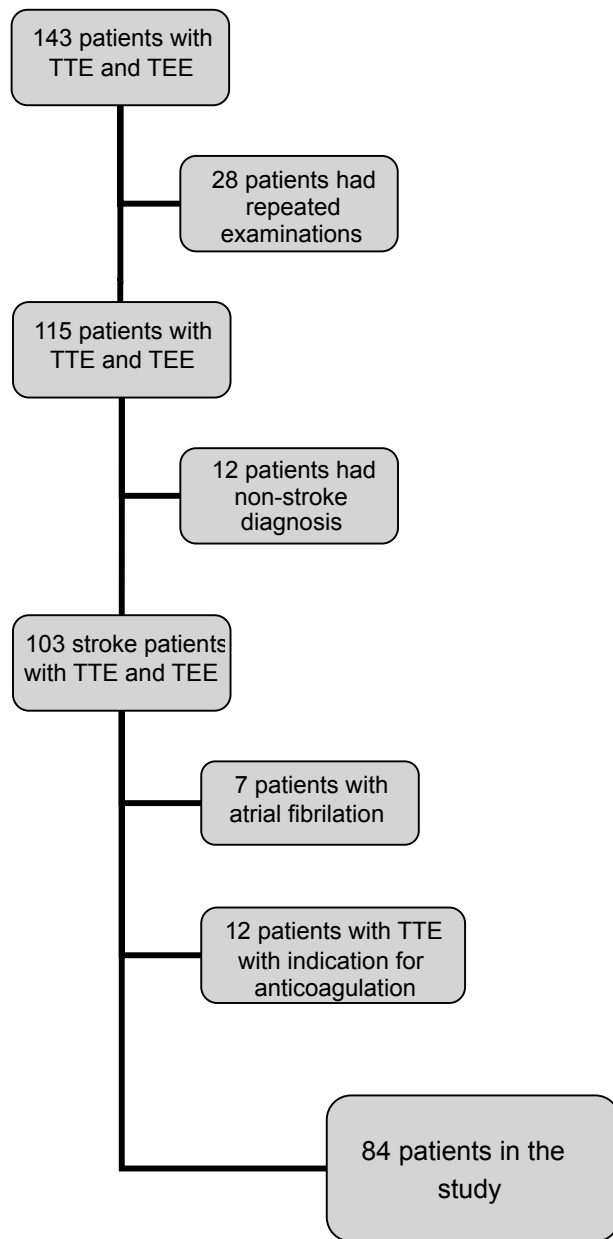 143 patients with
TTE and TEE
28 patients had
repeated
examinations
115 patients with
TTE and TEE
12 patients had
non-stroke
diagnosis
103 stroke patients
with TTE and TEE
7 patients with
atrial fibrilation
12 patients with TTE
with indication for
anticoagulation
84 patients in the
study